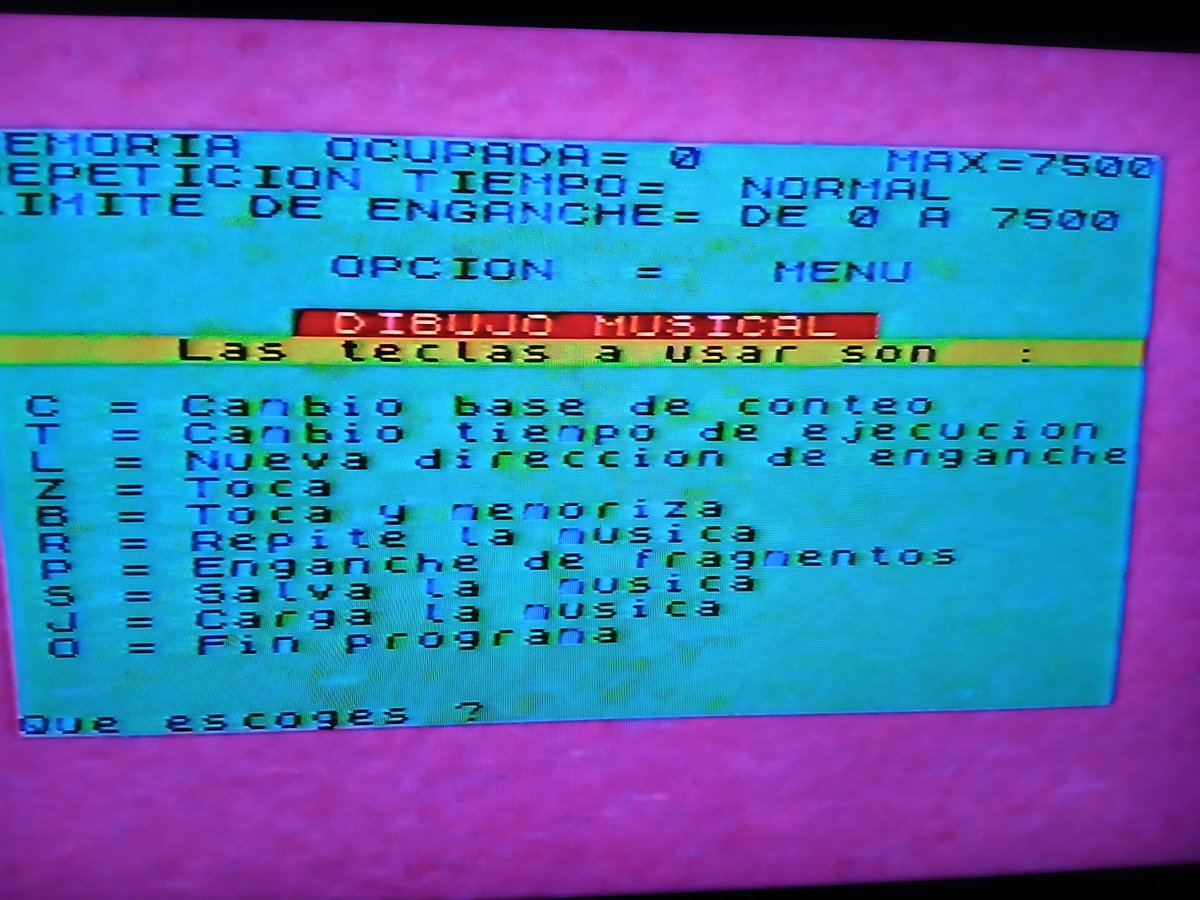 EMORIA OCUPADA= 0 MAX=7500
EPETICION TIEMPO= NORMAL
LIMITE DE ENGANCHE= DE 0 A 7500
OPCION = MENU
DIBUJO MUSICAL
Las teclas a usar son :
C = Cambio base de conteo
T = Cambio tiempo de ejecucion
L = Nueva direccion de enganche
Z = Toca
B = Toca y memoriza
R = Repite la musica
P = Enganche de fragmentos
S = Salva la musica
J = Carga la musica
Q = Fin programa
Que escoges ?